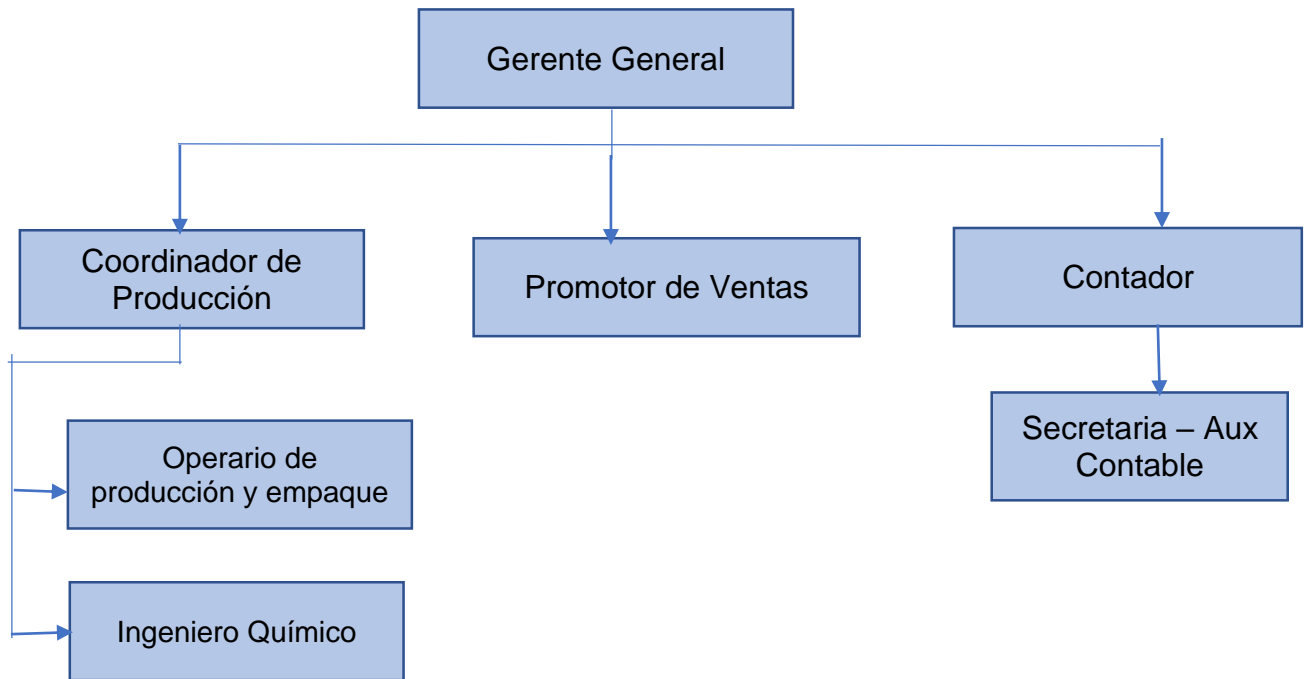 Gerente General
Coordinador de
Producción
Promotor de Ventas
Contador
Operario de
producción y empaque
Secretaria – Aux
Contable
Ingeniero Químico